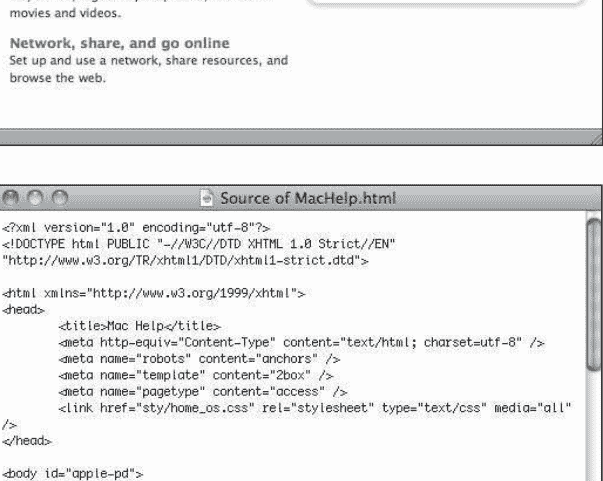 movies and videos.
Network, share, and go online
Set up and use a network, share resources, and
browse the web.
Source of MacHelp.html
<?xml version="1.0" encoding="utf-8"?>
<!DOCTYPE html PUBLIC "-//W3C//DTD XHTML 1.0 Strict//EN"
"http://www.w3.org/TR/xhtml1/DTD/xhtml1-strict.dtd">
<html xmlns="http://www.w3.org/1999/xhtml">
<head>
<title>Mac Help</title>
<meta http-equiv="Content-Type" content="text/html; charset=utf-8" />
<meta name="robots" content="anchors" />
<meta name="template" content="2box" />
<meta name="pagetype" content="access" />
<link href="sty/home_os.css" rel="stylesheet" type="text/css" media="all"
/>
</head>
<body id="apple-pd">